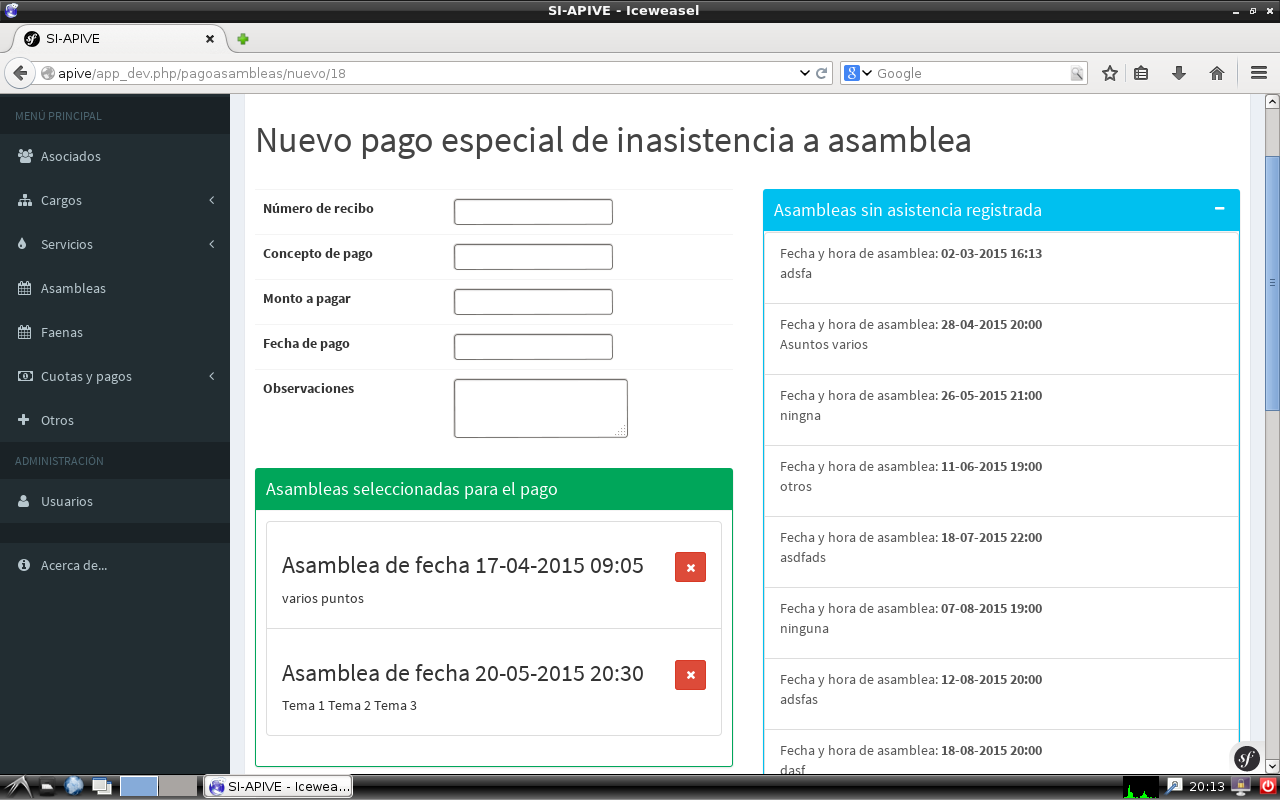 SI-APIVE - Iceweasel
SI-APIVE
apive/app_dev.php/pagoasambleas/nuevo/18
Google
MENÚ PRINCIPAL
Asociados
Cargos
Servicios
Asambleas
Faenas
Cuotas y pagos
Otros
ADMINISTRACIÓN
Usuarios
Acerca de...
Nuevo pago especial de inasistencia a asamblea
Número de recibo
Concepto de pago
Monto a pagar
Fecha de pago
Observaciones
Asambleas seleccionadas para el pago
Asamblea de fecha 17-04-2015 09:05
varios puntos
Asamblea de fecha 20-05-2015 20:30
Tema 1 Tema 2 Tema 3
Asambleas sin asistencia registrada
Fecha y hora de asamblea: 02-03-2015 16:13
adsfa
Fecha y hora de asamblea: 28-04-2015 20:00
Asuntos varios
Fecha y hora de asamblea: 26-05-2015 21:00
ningna
Fecha y hora de asamblea: 11-06-2015 19:00
otros
Fecha y hora de asamblea: 18-07-2015 22:00
asdfads
Fecha y hora de asamblea: 07-08-2015 19:00
ninguna
Fecha y hora de asamblea: 12-08-2015 20:00
adsfas
Fecha y hora de asamblea: 18-08-2015 20:00
dasf
SI-APIVE - Icewea...
20:13